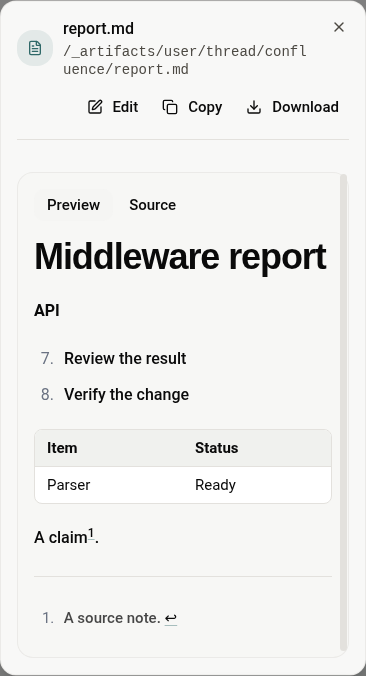 report.md
/_artifacts/user/thread/confl
uence/report.md
Edit Copy Download
Preview Source
Middleware report
API
7. Review the result
8. Verify the change
Item Status
Parser Ready
A claim1.
1. A source note. ↩